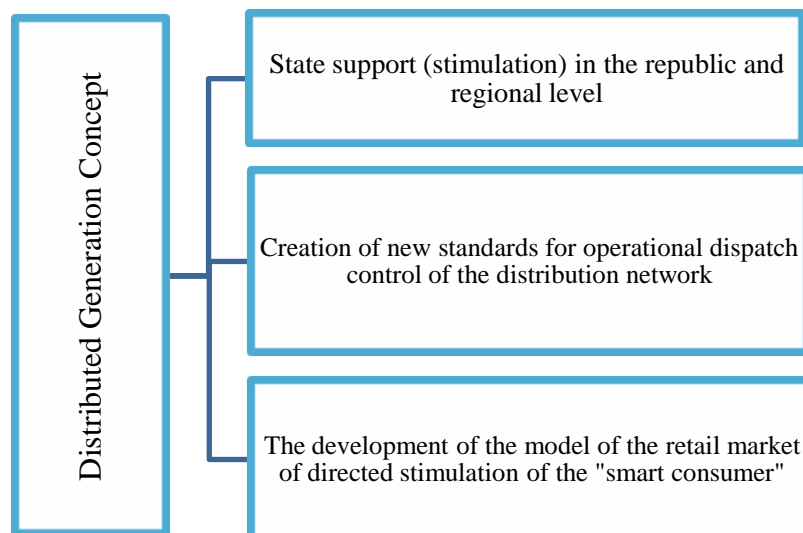 Distributed Generation Concept
State support (stimulation) in the republic and
regional level
Creation of new standards for operational dispatch
control of the distribution network
The development of the model of the retail market
of directed stimulation of the "smart consumer"